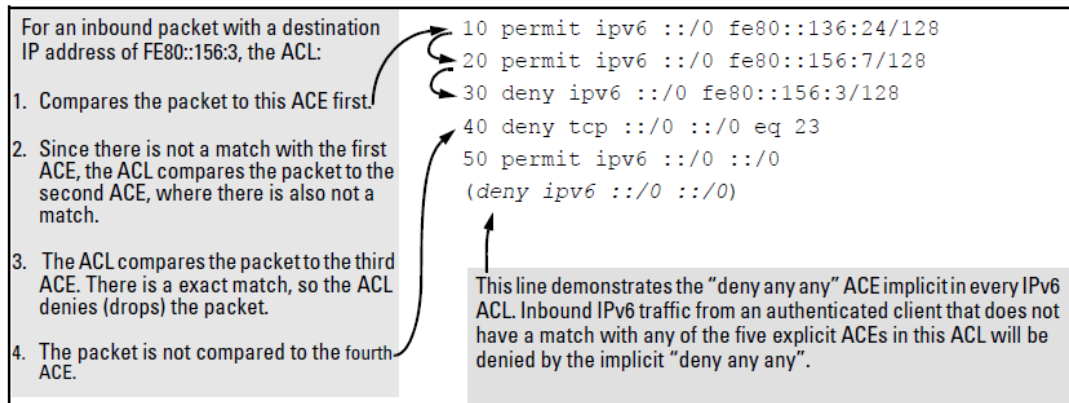 For an inbound packet with a destination
IP address of FE80::156:3, the ACL:
1. Compares the packet to this ACE first.
2. Since there is not a match with the first
ACE, the ACL compares the packet to the
second ACE, where there is also not a
match.
3. The ACL compares the packet to the third
ACE. There is a exact match, so the ACL
denies (drops) the packet.
4. The packet is not compared to the fourth
ACE.
10 permit ipv6 ::/0 fe80::136:24/128
20 permit ipv6 ::/0 fe80::156:7/128
30 deny ipv6 ::/0 fe80::156:3/128
40 deny tcp ::/0 ::/0 eq 23
50 permit ipv6 ::/0 ::/0
(deny ipv6 ::/0 ::/0)
This line demonstrates the “deny any any” ACE implicit in every IPv6
ACL. Inbound IPv6 traffic from an authenticated client that does not
have a match with any of the five explicit ACEs in this ACL will be
denied by the implicit “deny any any”.